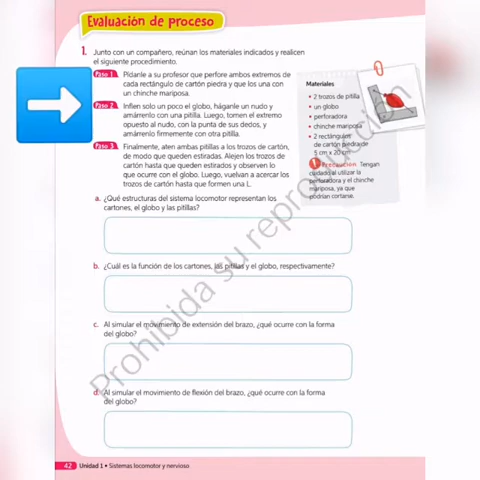 Evaluación de proceso
1. Junto con un compañero, reúnan los materiales indicados y realicen
el siguiente procedimiento.
Paso 1 Pídanle a su profesor que perfore ambos extremos de
cada rectángulo de cartón piedra y que los una con
un chinche mariposa.
Paso 2 Inflen solo un poco el globo, háganle un nudo y
amárrenlo con una pitilla. Luego, tomen el extremo
opuesto al nudo, con la punta de sus dedos, y
amárrenlo firmemente con otra pitilla.
Paso 3 Finalmente, aten ambas pitillas a los trozos de cartón,
de modo que queden estiradas. Alejen los trozos de
cartón hasta que queden estirados y observen lo
que ocurre con el globo. Luego, vuelvan a acercar los
trozos de cartón hasta que formen una L.
Materiales
• 2 trozos de pitilla
• un globo
• perforadora
• chinche mariposa
• 2 rectángulos
de cartón piedra de
5 cm x 20 cm
Precaución Tengan
cuidado al utilizar la
perforadora y el chinche
mariposa, ya que
podrían cortarse.
a. ¿Qué estructuras del sistema locomotor representan los
cartones, el globo y las pitillas?
b. ¿Cuál es la función de los cartones, las pitillas y el globo, respectivamente?
c. Al simular el movimiento de extensión del brazo, ¿qué ocurre con la forma
del globo?
d. Al simular el movimiento de flexión del brazo, ¿qué ocurre con la forma
del globo?
Prohibida su reproducción
42 Unidad 1 • Sistemas locomotor y nervioso